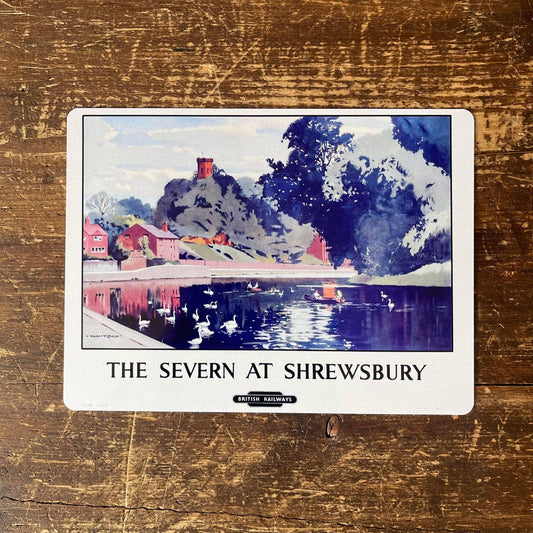 THE SEVERN AT SHREWSBURY
BRITISH RAILWAYS